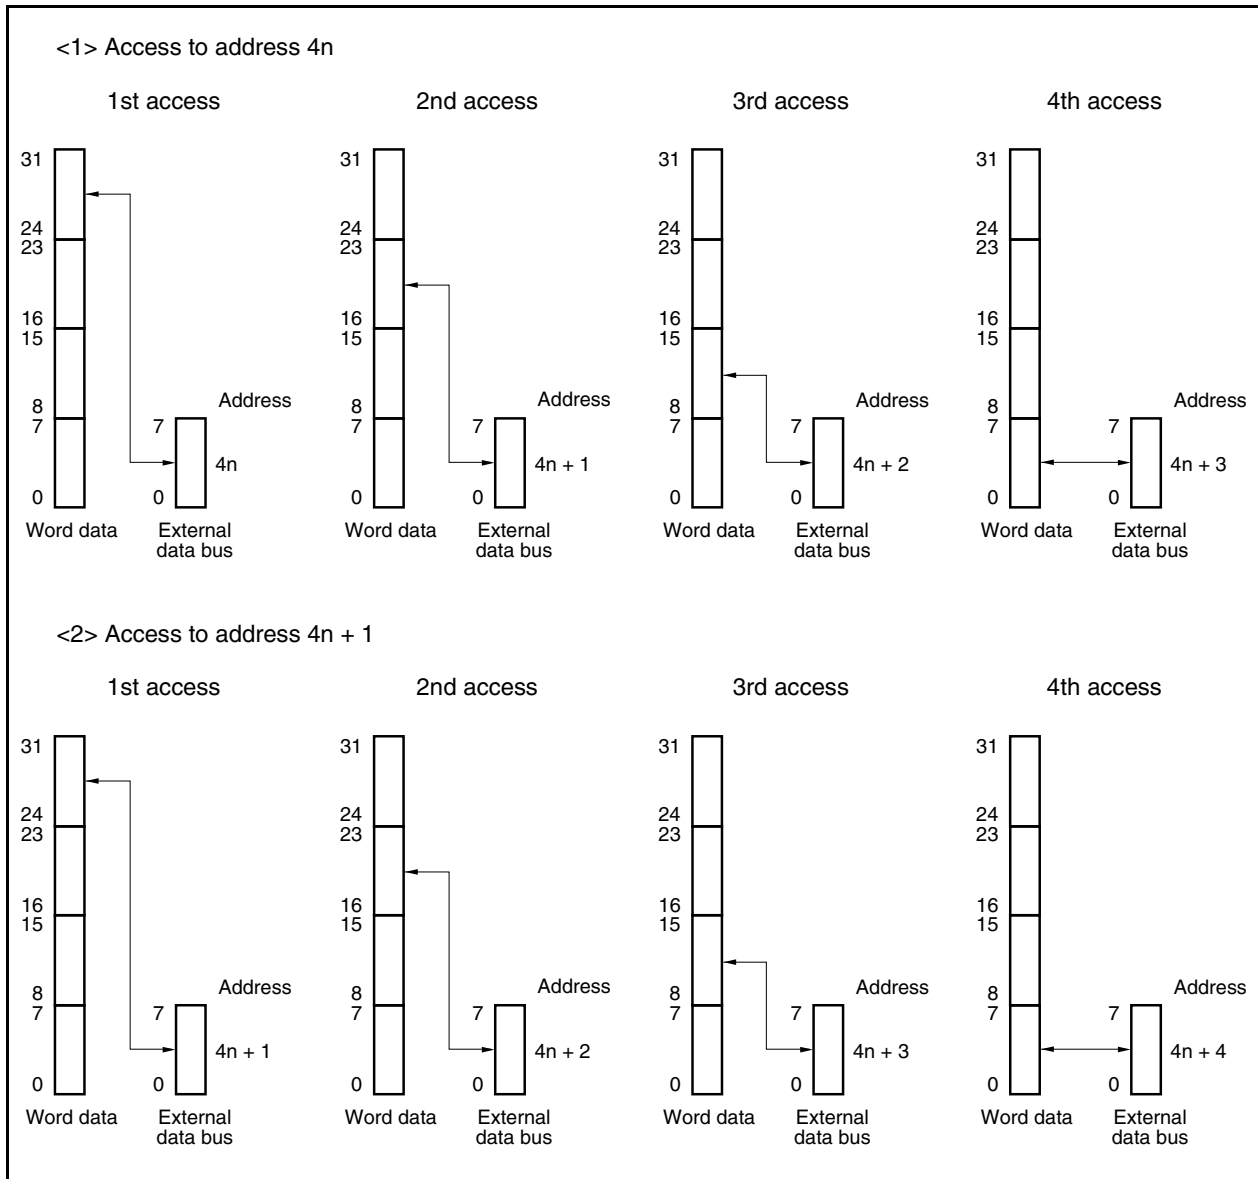 <1> Access to address 4n
1st access 2nd access 3rd access 4th access
31 31 31 31
24 24 24 24
23 23 23 23
16 16 16 16
15 15 15 15
Address Address Address Address
8 8 8 8
7 7 7 7 7 7 7 7
4n 4n + 1 4n + 2 4n + 3
0 0 0 0 0 0 0 0
Word data External Word data External Word data External Word data External
data bus data bus data bus data bus
<2> Access to address 4n + 1
1st access 2nd access 3rd access 4th access
31 31 31 31
24 24 24 24
23 23 23 23
16 16 16 16
15 15 15 15
Address Address Address Address
8 8 8 8
7 7 7 7 7 7 7 7
4n + 1 4n + 2 4n + 3 4n + 4
0 0 0 0 0 0 0 0
Word data External Word data External Word data External Word data External
data bus data bus data bus data bus